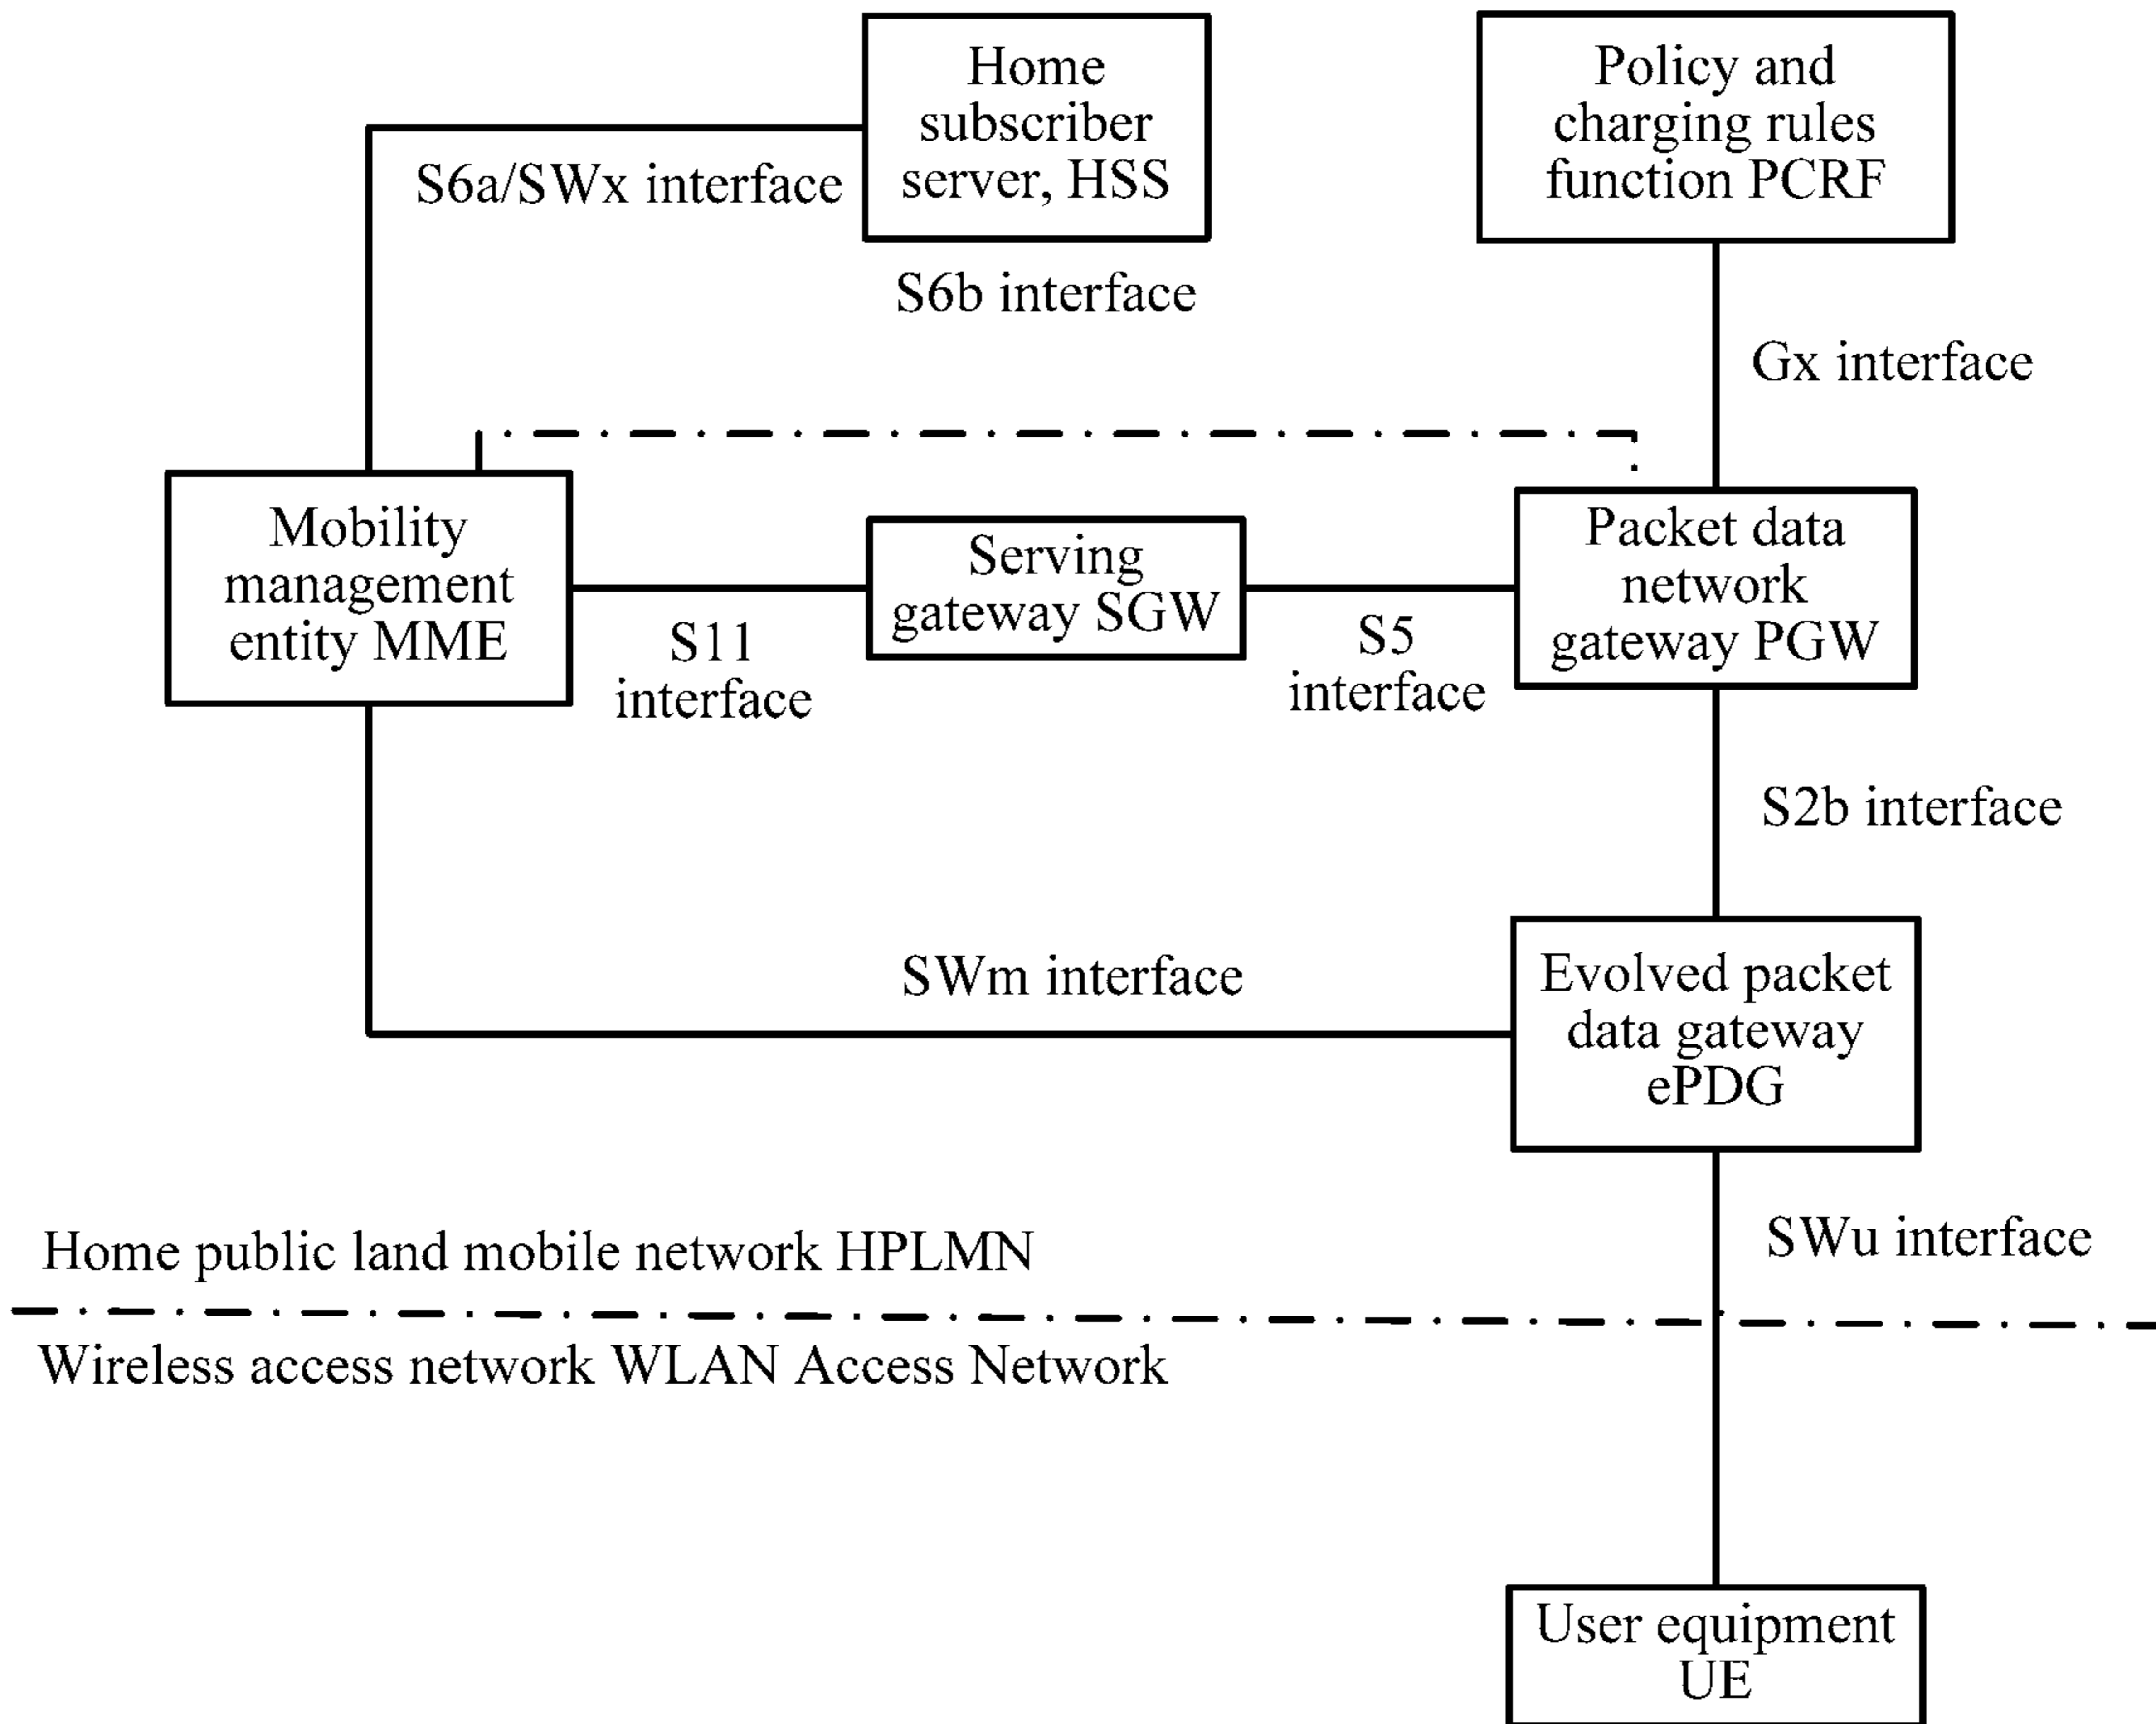 Home
subscriber
server, HSS
Policy and
charging rules
function PCRF
S6a/SWx interface
S6b interface
Gx interface
Mobility
management
entity MME
Serving
gateway SGW
Packet data
network
gateway PGW
S11
interface
S5
interface
S2b interface
SWm interface
Evolved packet
data gateway
ePDG
SWu interface
Home public land mobile network HPLMN
Wireless access network WLAN Access Network
User equipment
UE